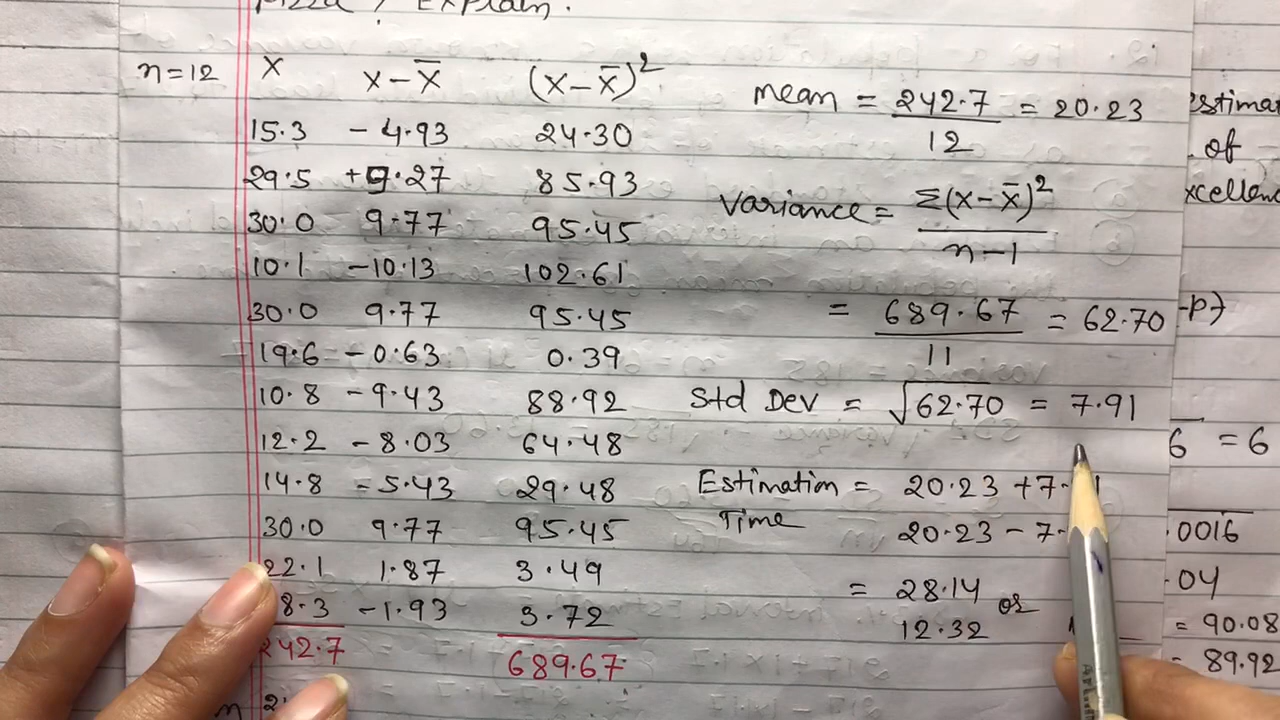 Explain.
n=12 X X-X̄ (X-X̄)²
15.3 -4.93 24.30
29.5 +9.27 85.93
30.0 9.77 95.45
10.1 -10.13 102.61
30.0 9.77 95.45
19.6 -0.63 0.39
10.8 -9.43 88.92
12.2 -8.03 64.48
14.8 -5.43 29.48
30.0 9.77 95.45
22.1 1.87 3.49
8.3 -1.93 3.72
242.7 689.67
mean = 242.7/12 = 20.23
Variance = Σ(X-X̄)²/n-1
= 689.67/11 = 62.70
Std Dev = √62.70 = 7.91
Estimation = 20.23 +7.
Time 20.23 - 7.
= 28.14 or
12.32
of
6 = 6
.0016
.04
= 90.08
= 89.92